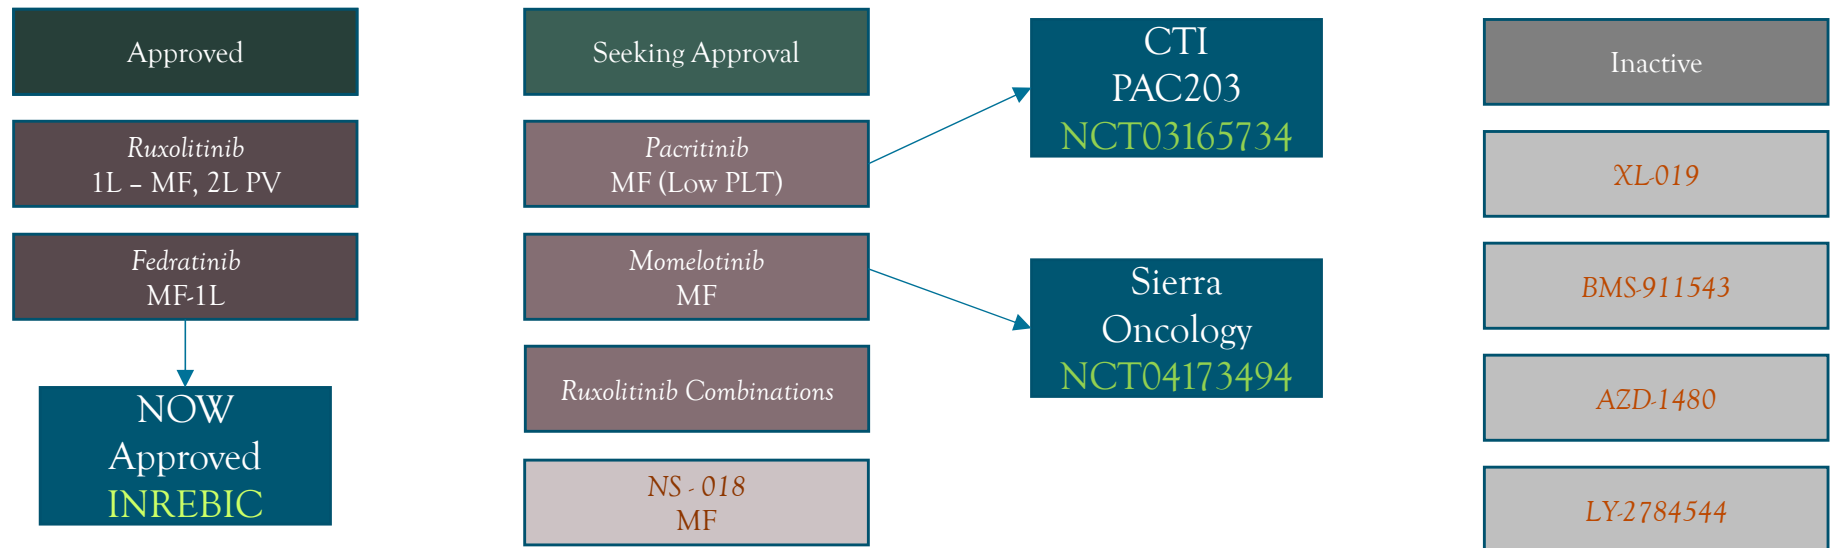 Approved
Ruxolitinib
1L – MF, 2L PV
Fedratinib
MF-1L
NOW
Approved
INREBIC
Seeking Approval
Pacritinib
MF (Low PLT)
Momelotinib
MF
Ruxolitinib Combinations
NS - 018
MF
CTI
PAC203
NCT03165734
Sierra
Oncology
NCT04173494
Inactive
XL-019
BMS-911543
AZD-1480
LY-2784544